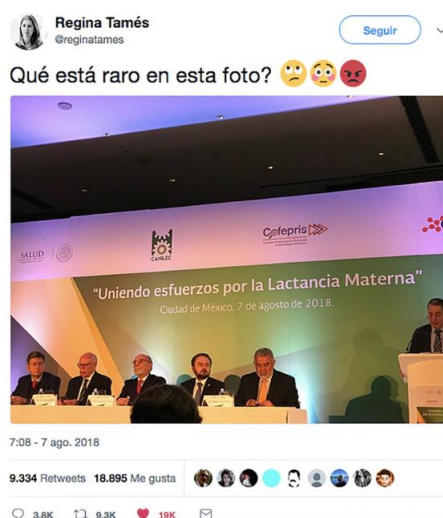 Regina Tamés
@reginatames
Seguir
Qué está raro en esta foto? 🙄😳😡
SALUD
CANILEC
Cofepris
"Uniendo esfuerzos por la Lactancia Materna"
Ciudad de México, 7 de agosto de 2018.
7:08 - 7 ago. 2018
9.334 Retweets 18.895 Me gusta
3.8K 9.3K 19K